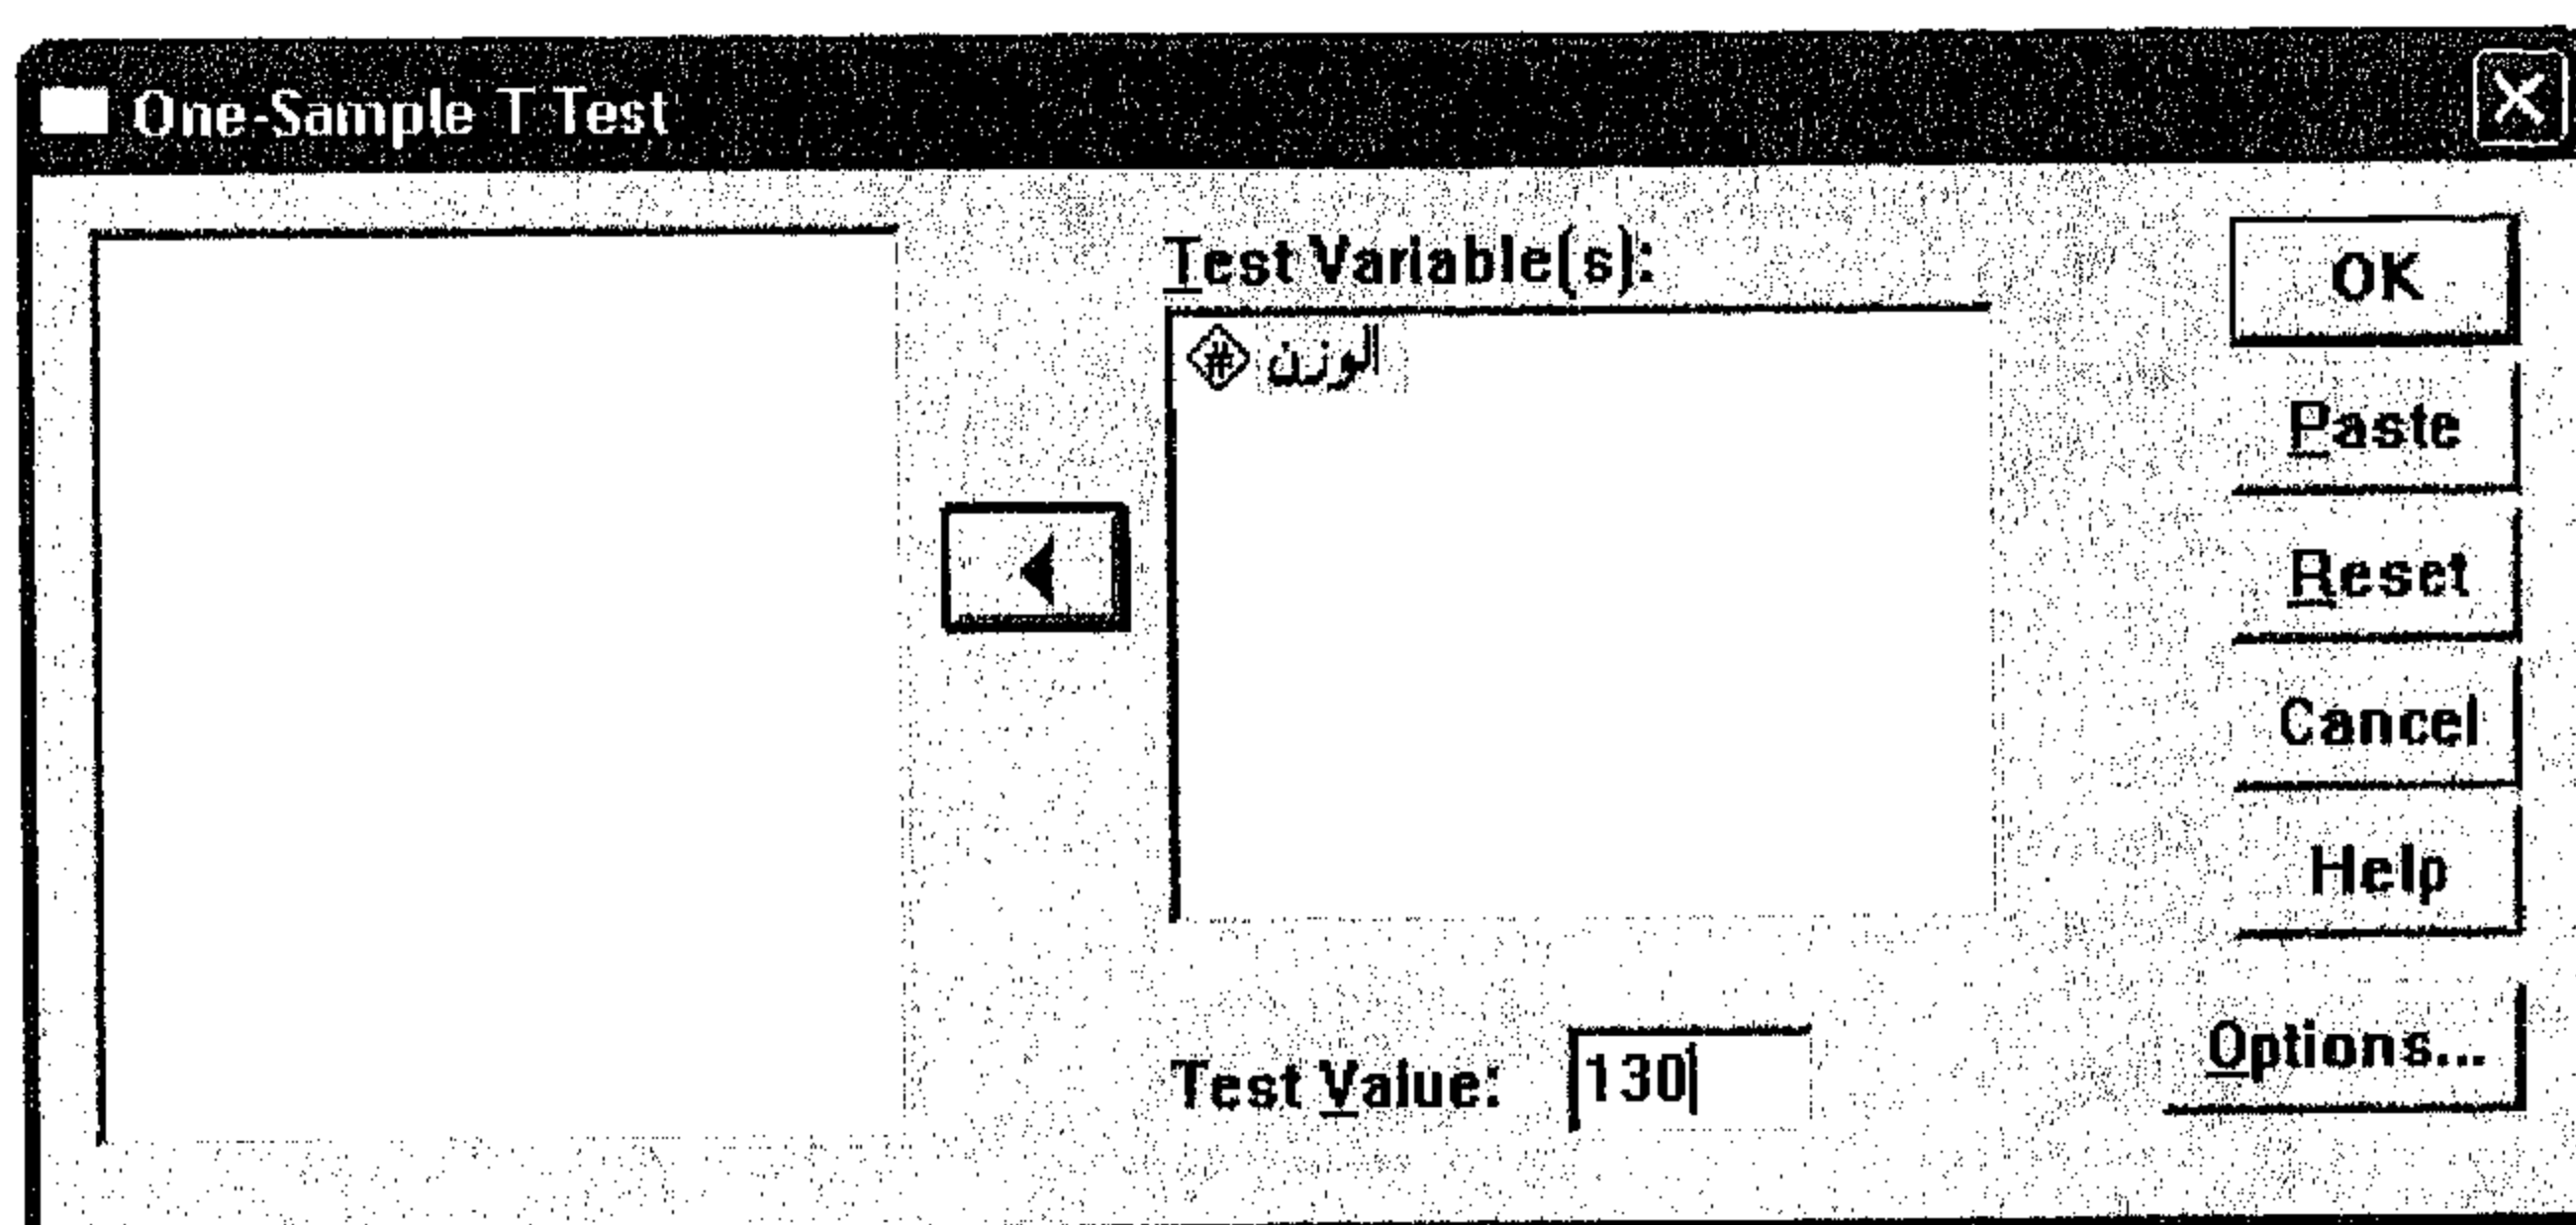 One-Sample T Test
Test Variable(s):
# الوزن
OK
Paste
Reset
Cancel
Help
Options...
Test Value: 130